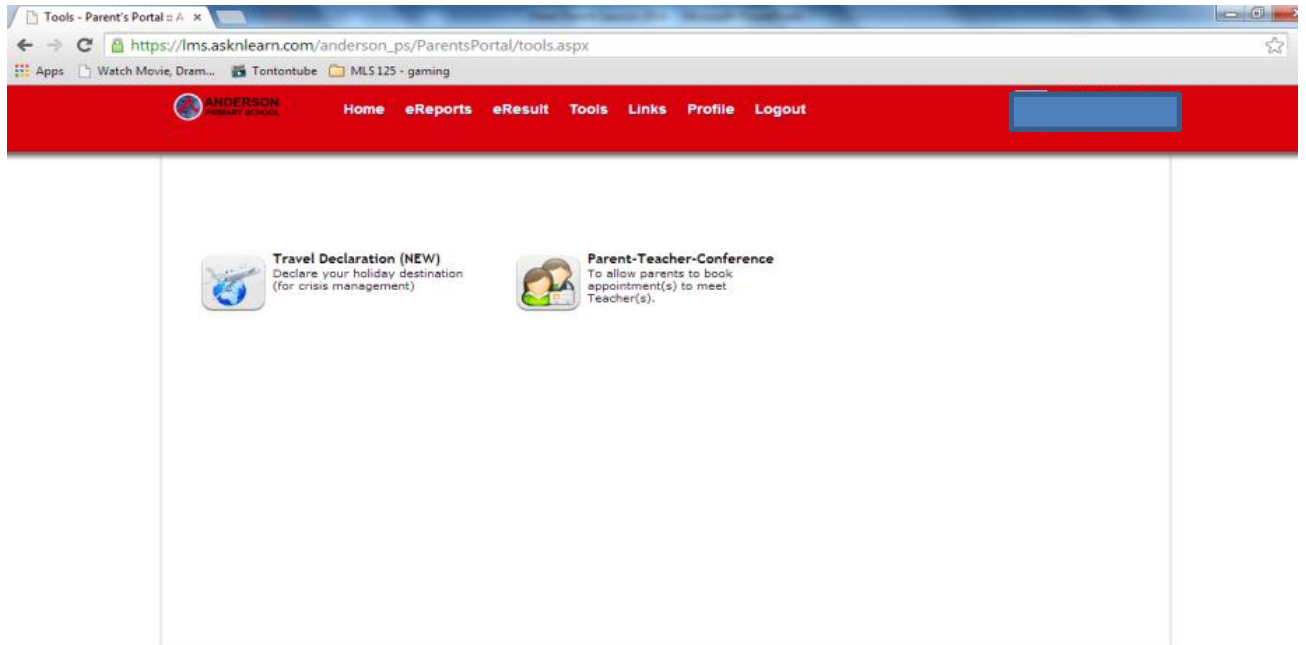 Tools - Parent's Portal :: A
https://lms.asknlearn.com/anderson_ps/ParentsPortal/tools.aspx
Apps Watch Movie, Dram... Tontontube MLS 125 - gaming
ANDERSON
PRIMARY SCHOOL
Home eReports eResult Tools Links Profile Logout
Travel Declaration (NEW)
Declare your holiday destination
(for crisis management)
Parent-Teacher-Conference
To allow parents to book
appointment(s) to meet
Teacher(s).